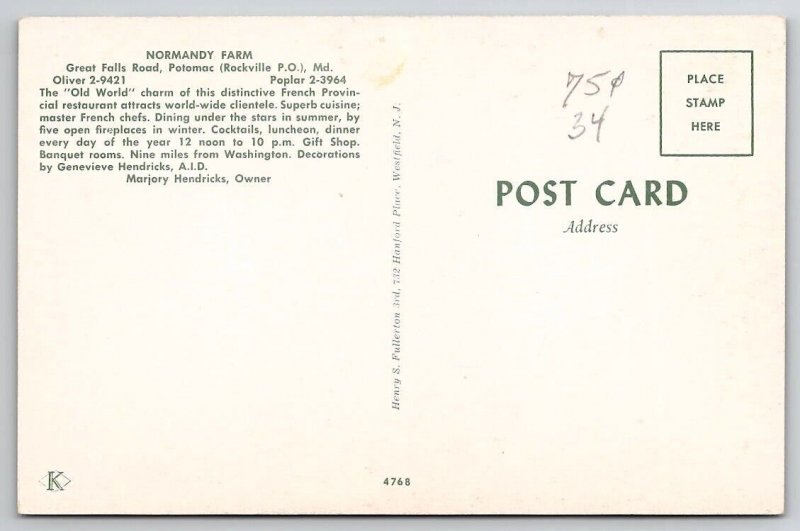 NORMANDY FARM
Great Falls Road, Potomac (Rockville P.O.), Md.
Oliver 2-9421 Poplar 2-3964
The "Old World" charm of this distinctive French Provin-
cial restaurant attracts world-wide clientele. Superb cuisine;
master French chefs. Dining under the stars in summer, by
five open fireplaces in winter. Cocktails, luncheon, dinner
every day of the year 12 noon to 10 p.m. Gift Shop.
Banquet rooms. Nine miles from Washington. Decorations
by Genevieve Hendricks, A.I.D.
Marjory Hendricks, Owner
Henry S. Fullerton 3rd, 732 Hanford Place, Westfield, N. J.
75¢
34
PLACE
STAMP
HERE
POST CARD
Address
K
4768